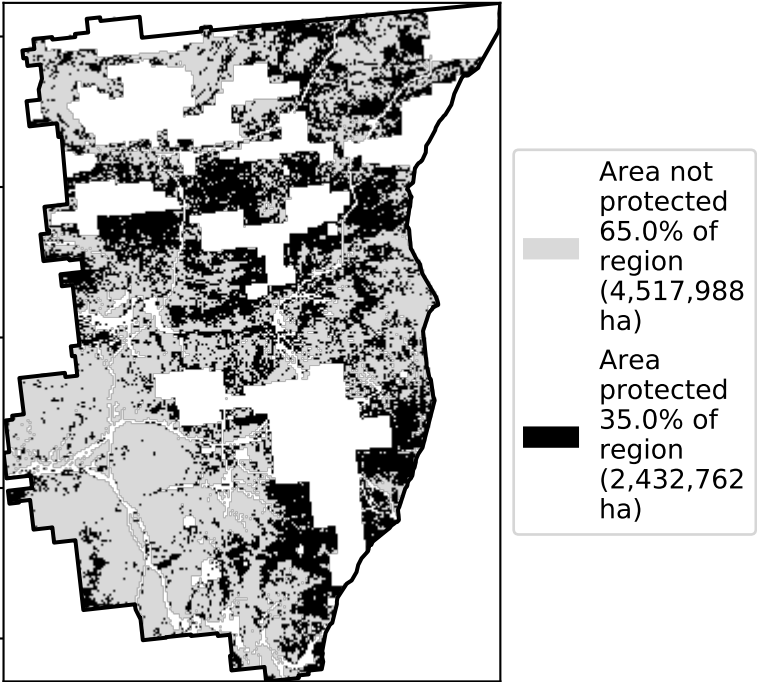 Area not
protected
65.0% of
region
(4,517,988
ha)
Area
protected
35.0% of
region
(2,432,762
ha)